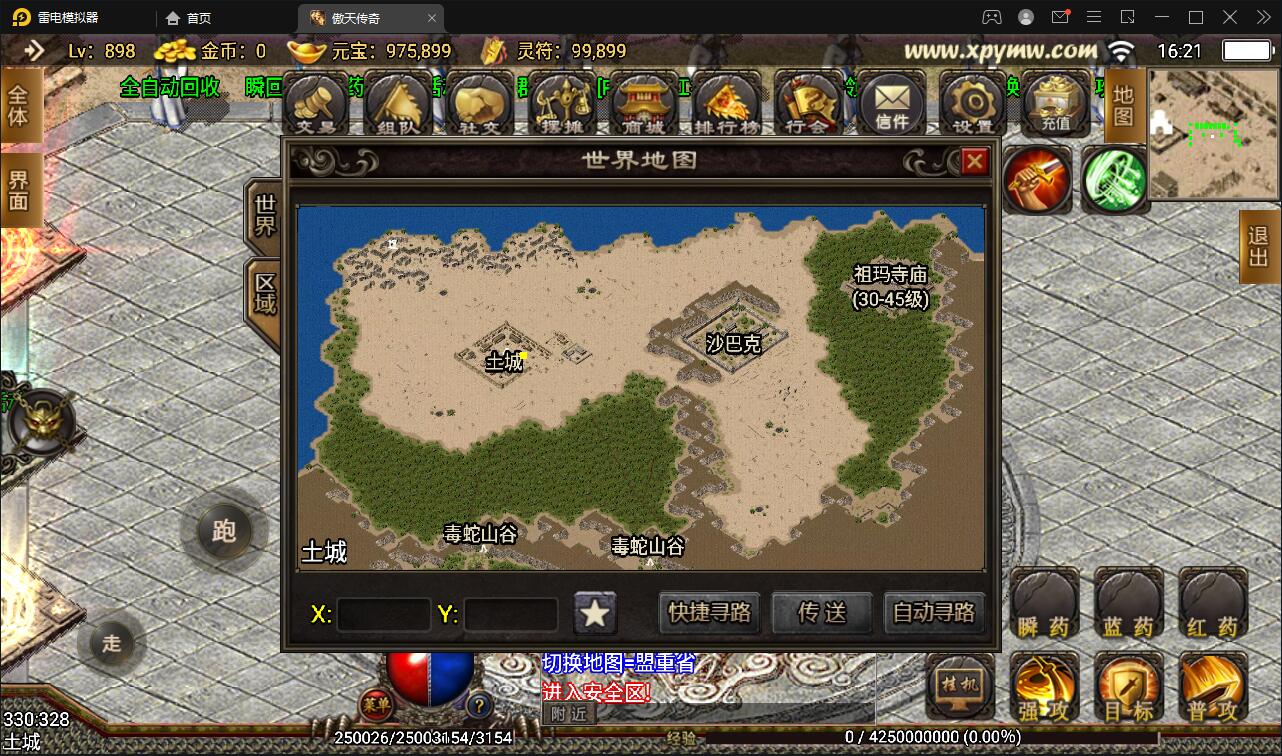 雷电模拟器 首页 傲天传奇
Lv: 898 金币: 0 元宝: 975,899 灵符: 99,899 www.xpymw.com 16:21
全自动回收 瞬回
交易 组队 社交 摆摊 商城 排行榜 行会 信件 设置 充值
全体
地图
界面
世界地图
世界
区域
退出
祖玛寺庙
(30-45级)
沙巴克
土城
毒蛇山谷
毒蛇山谷
土城
跑
X: Y: 快捷寻路 传送 自动寻路
瞬药 蓝药 红药
走
切换地图=盟重省
进入安全区!
菜单 ? 附近
挂机 强攻 目标 普攻
330:328
土城
经验
0 / 4250000000 (0.00%)